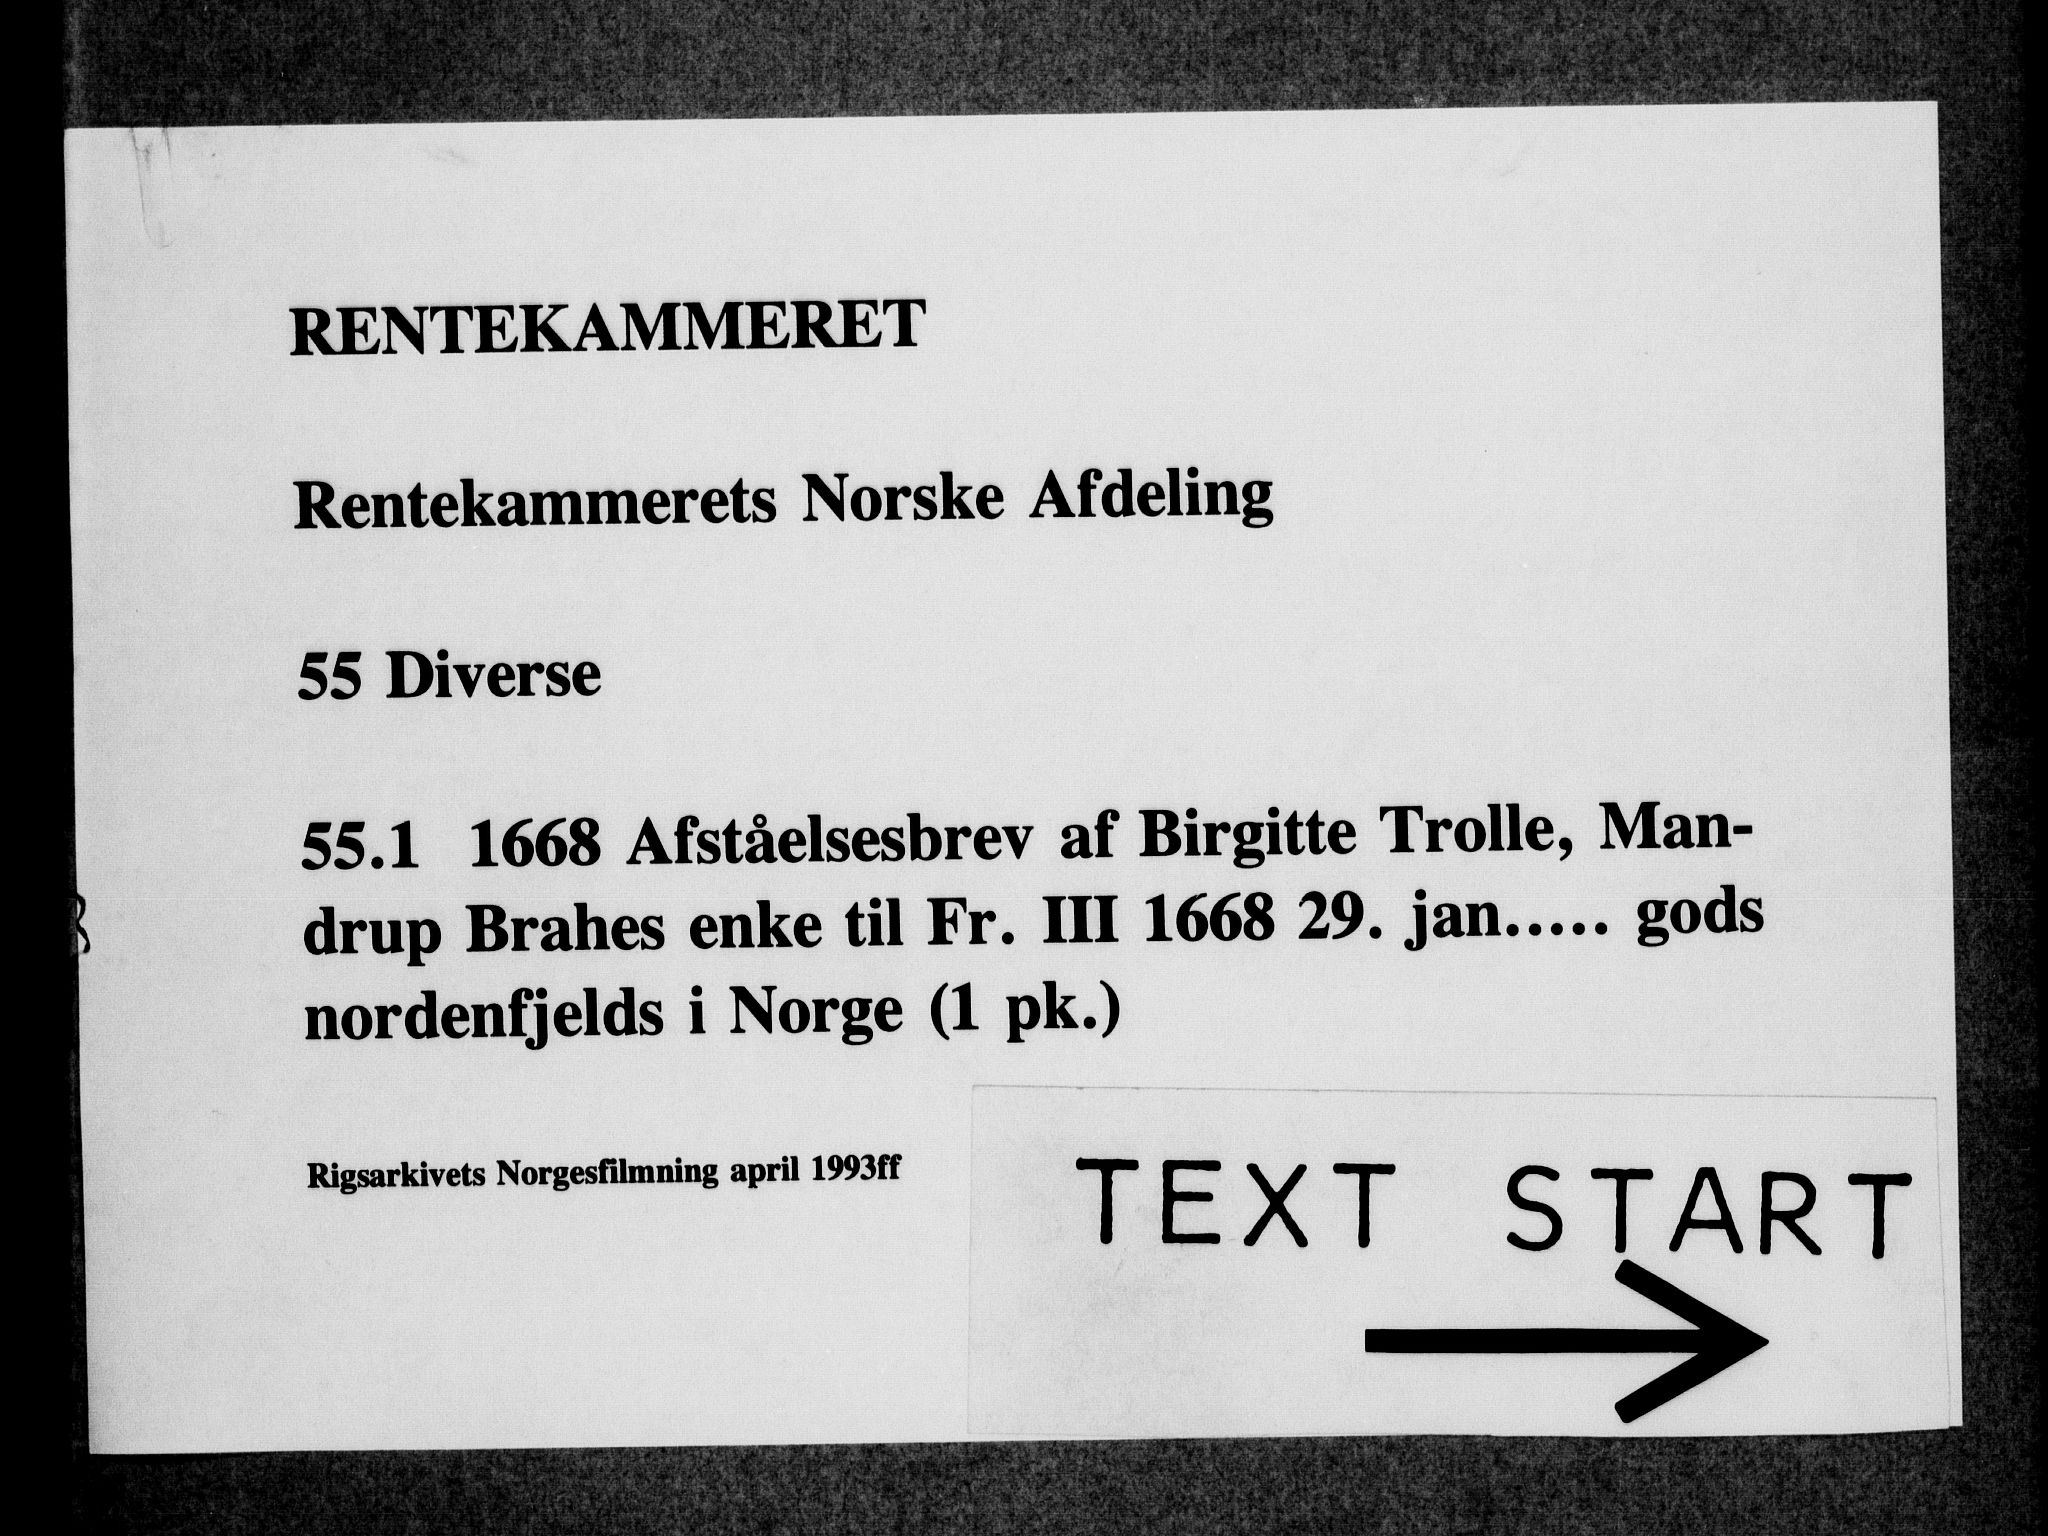 RENTEKAMMERET
Rentekammerets Norske Afdeling
55 Diverse
55.1 1668 Afståelsesbrev af Birgitte Trolle, Man-
drup Brahes enke til Fr. III 1668 29. jan..... gods
nordenfjelds i Norge (1 pk.)
Rigsarkivets Norgesfilmning april 1993ff
TEXT START